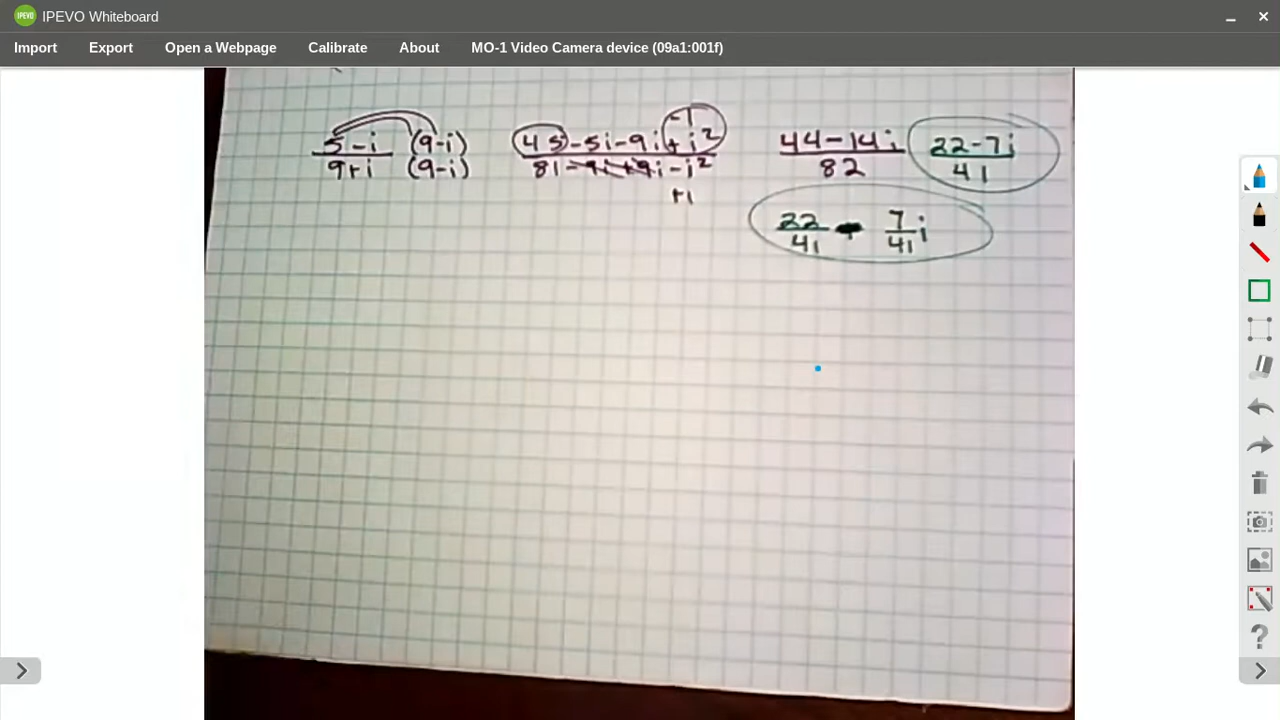 IPEVO IPEVO Whiteboard
Import Export Open a Webpage Calibrate About MO-1 Video Camera device (09a1:001f)
-1
5-i (9-i) 45-5i-9i+i² 44-14i 22-7i
9+i (9-i) 81-9i+9i-i² 82 41
+1
22 - 7 i
41 41
?